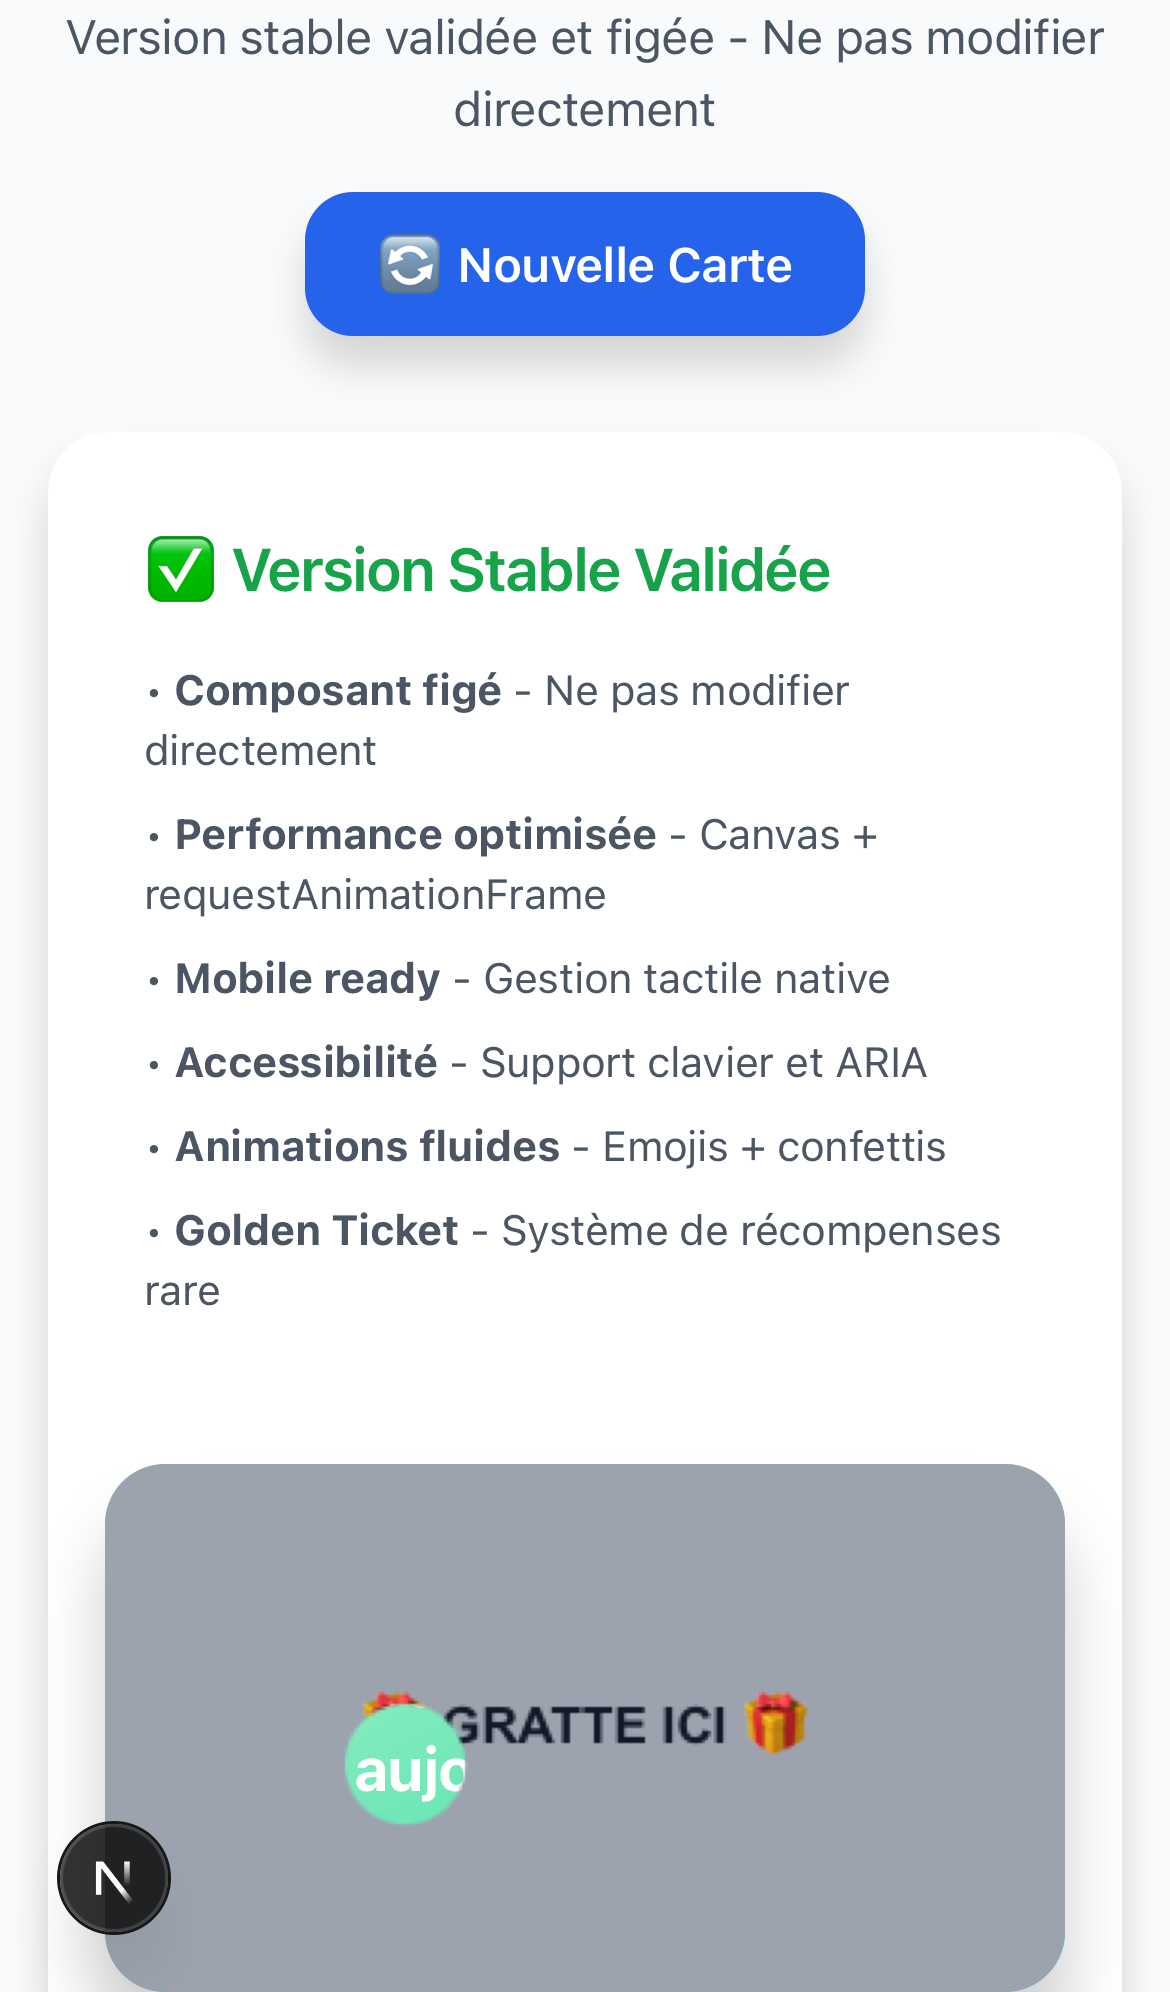 Version stable validée et figée - Ne pas modifier
directement
🔄 Nouvelle Carte
✅ Version Stable Validée
• Composant figé - Ne pas modifier
directement
• Performance optimisée - Canvas +
requestAnimationFrame
• Mobile ready - Gestion tactile native
• Accessibilité - Support clavier et ARIA
• Animations fluides - Emojis + confettis
• Golden Ticket - Système de récompenses
rare
GRATTE ICI 🎁
N